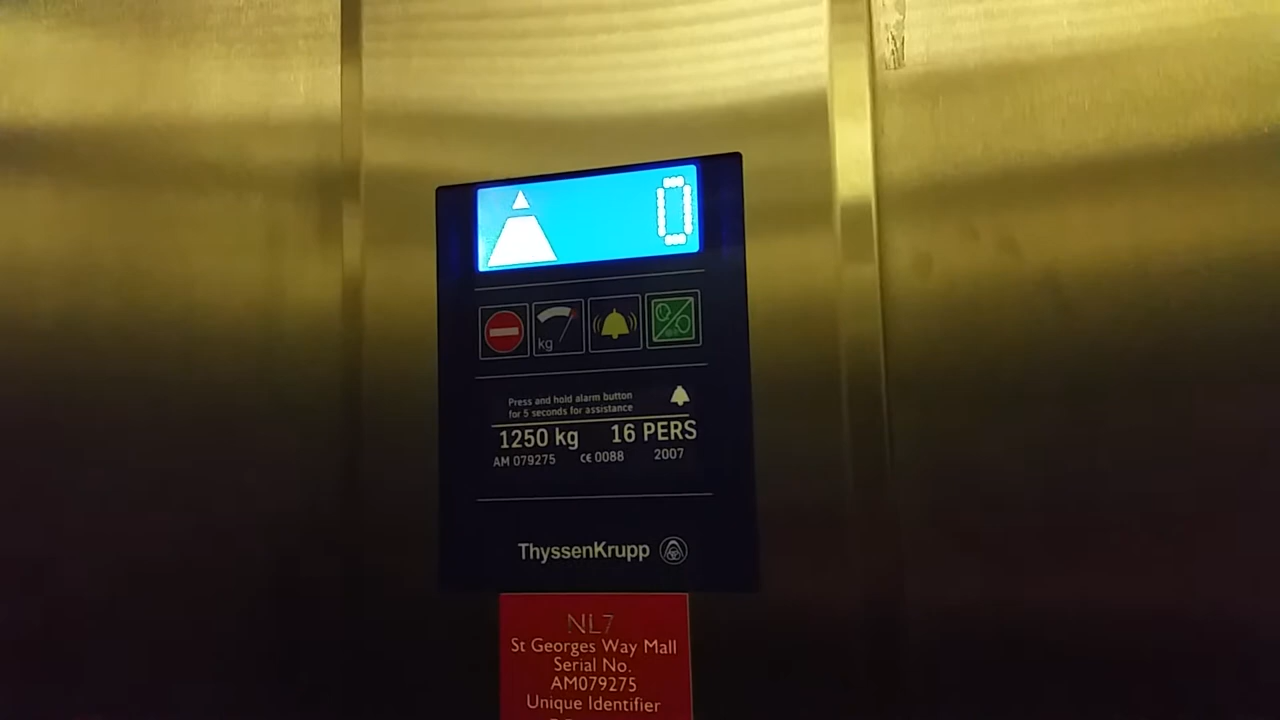 0
kg
Press and hold alarm button
for 5 seconds for assistance
1250 kg 16 PERS
AM 079275 CE 0088 2007
ThyssenKrupp
NL7
St Georges Way Mall
Serial No.
AM079275
Unique Identifier